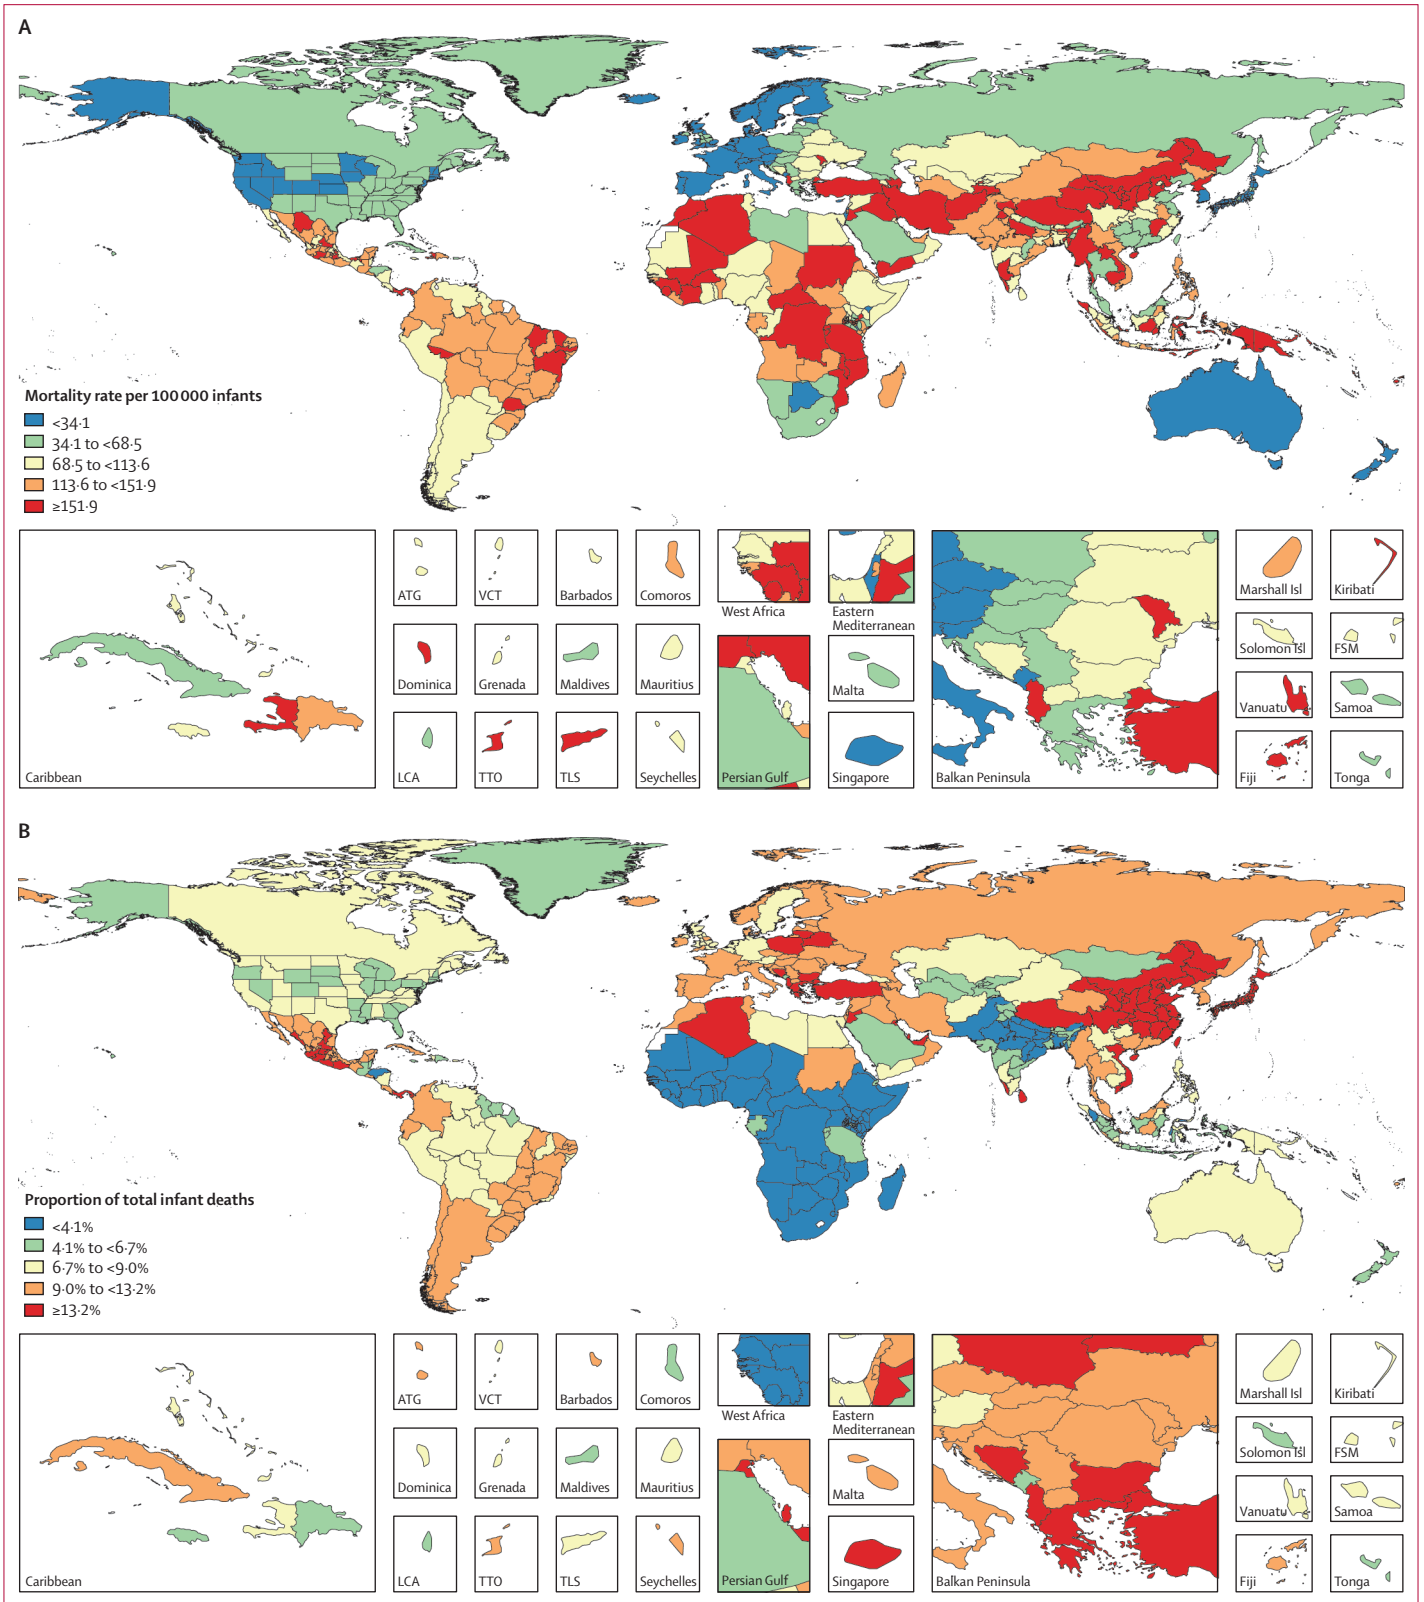 A
Mortality rate per 100 000 infants
<34·1
34·1 to <68·5
68·5 to <113·6
113·6 to <151·9
≥151·9
Caribbean
ATG
VCT
Barbados
Comoros
Dominica
Grenada
Maldives
Mauritius
LCA
TTO
TLS
Seychelles
West Africa
Eastern
Mediterranean
Persian Gulf
Malta
Singapore
Balkan Peninsula
Marshall Isl
Kiribati
Solomon Isl
FSM
Vanuatu
Samoa
Fiji
Tonga
B
Proportion of total infant deaths
<4·1%
4·1% to <6·7%
6·7% to <9·0%
9·0% to <13·2%
≥13·2%
Caribbean
ATG
VCT
Barbados
Comoros
Dominica
Grenada
Maldives
Mauritius
LCA
TTO
TLS
Seychelles
West Africa
Eastern
Mediterranean
Persian Gulf
Malta
Singapore
Balkan Peninsula
Marshall Isl
Kiribati
Solomon Isl
FSM
Vanuatu
Samoa
Fiji
Tonga